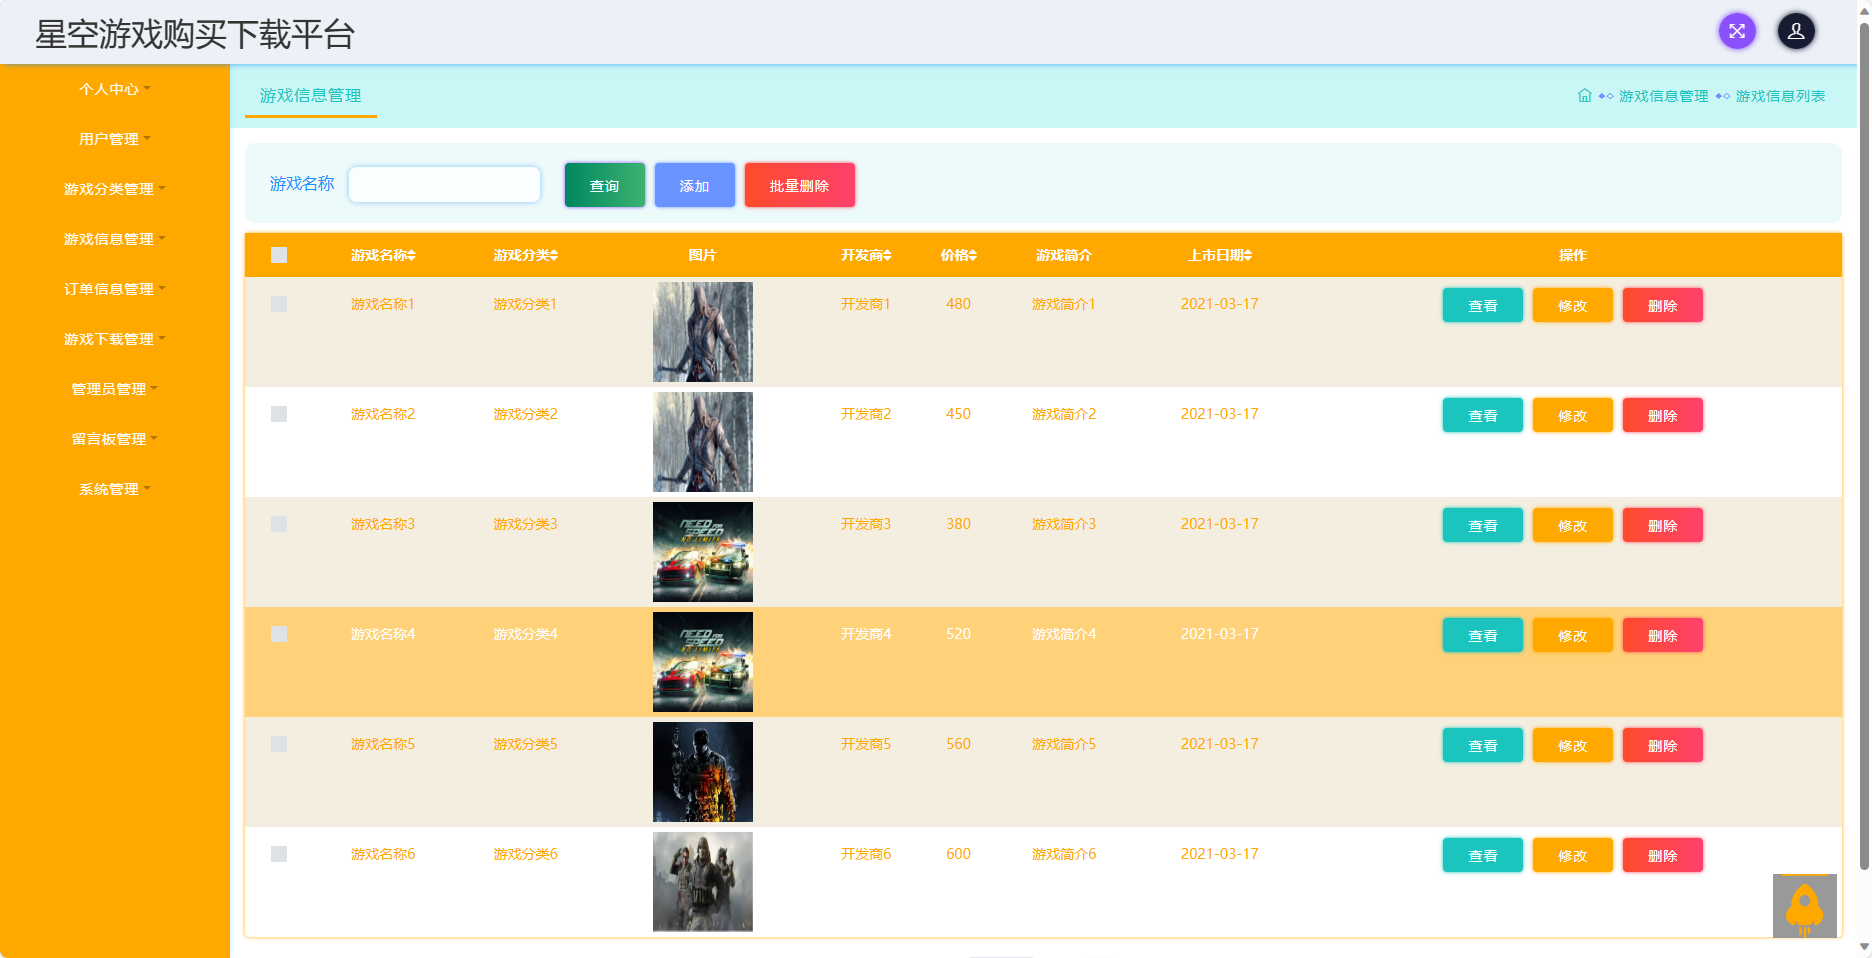 星空游戏购买下载平台
个人中心
用户管理
游戏分类管理
游戏信息管理
订单信息管理
游戏下载管理
管理员管理
留言板管理
系统管理
游戏信息管理
游戏信息管理 游戏信息列表
游戏名称 查询 添加 批量删除
游戏名称 游戏分类 图片 开发商 价格 游戏简介 上市日期 操作
游戏名称1 游戏分类1 开发商1 480 游戏简介1 2021-03-17 查看 修改 删除
游戏名称2 游戏分类2 开发商2 450 游戏简介2 2021-03-17 查看 修改 删除
游戏名称3 游戏分类3 开发商3 380 游戏简介3 2021-03-17 查看 修改 删除
NEED FOR
SPEED
NO LIMITS
游戏名称4 游戏分类4 开发商4 520 游戏简介4 2021-03-17 查看 修改 删除
NEED FOR
SPEED
NO LIMITS
游戏名称5 游戏分类5 开发商5 560 游戏简介5 2021-03-17 查看 修改 删除
游戏名称6 游戏分类6 开发商6 600 游戏简介6 2021-03-17 查看 修改 删除